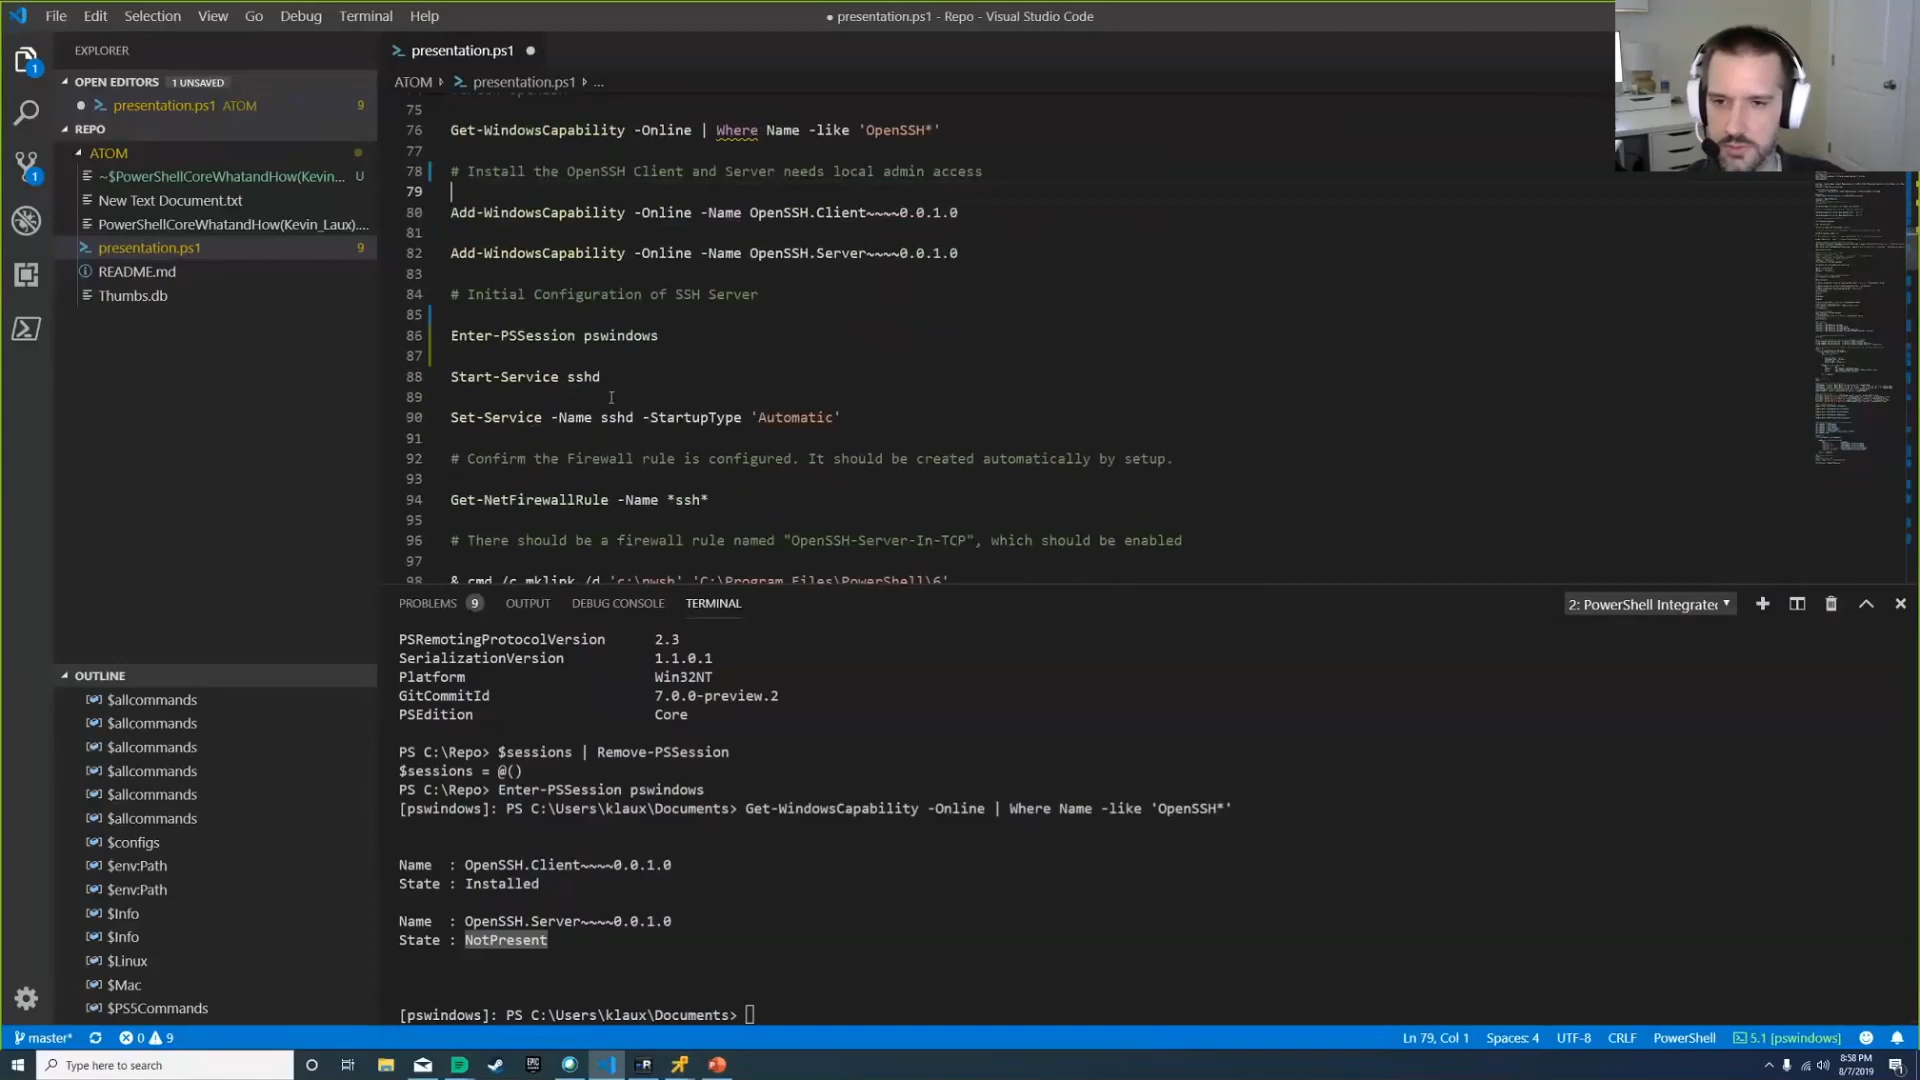 File Edit Selection View Go Debug Terminal Help
● presentation.ps1 - Repo - Visual Studio Code
EXPLORER
OPEN EDITORS 1 UNSAVED
presentation.ps1 ATOM 9
REPO
ATOM
~$PowerShellCoreWhatandHow(Kevin... U
New Text Document.txt
PowerShellCoreWhatandHow(Kevin_Laux)....
presentation.ps1 9
README.md
Thumbs.db
OUTLINE
$allcommands
$allcommands
$allcommands
$allcommands
$allcommands
$allcommands
$configs
$env:Path
$env:Path
$Info
$Info
$Linux
$Mac
$PS5Commands
presentation.ps1
ATOM presentation.ps1 ...
75
76 Get-WindowsCapability -Online | Where Name -like 'OpenSSH*'
77
78 # Install the OpenSSH Client and Server needs local admin access
79
80 Add-WindowsCapability -Online -Name OpenSSH.Client~~~~0.0.1.0
81
82 Add-WindowsCapability -Online -Name OpenSSH.Server~~~~0.0.1.0
83
84 # Initial Configuration of SSH Server
85
86 Enter-PSSession pswindows
87
88 Start-Service sshd
89
90 Set-Service -Name sshd -StartupType 'Automatic'
91
92 # Confirm the Firewall rule is configured. It should be created automatically by setup.
93
94 Get-NetFirewallRule -Name *ssh*
95
96 # There should be a firewall rule named "OpenSSH-Server-In-TCP", which should be enabled
97
98 & cmd /c mklink /d 'c:\pwsh' 'C:\Program Files\PowerShell\6'
PROBLEMS 9 OUTPUT DEBUG CONSOLE TERMINAL 2: PowerShell Integrated
PSRemotingProtocolVersion 2.3
SerializationVersion 1.1.0.1
Platform Win32NT
GitCommitId 7.0.0-preview.2
PSEdition Core
PS C:\Repo> $sessions | Remove-PSSession
$sessions = @()
PS C:\Repo> Enter-PSSession pswindows
[pswindows]: PS C:\Users\klaux\Documents> Get-WindowsCapability -Online | Where Name -like 'OpenSSH*'
Name : OpenSSH.Client~~~~0.0.1.0
State : Installed
Name : OpenSSH.Server~~~~0.0.1.0
State : NotPresent
[pswindows]: PS C:\Users\klaux\Documents>
master* 0 9
Ln 79, Col 1 Spaces: 4 UTF-8 CRLF PowerShell 5.1 [pswindows]
Type here to search
8:58 PM
8/7/2019